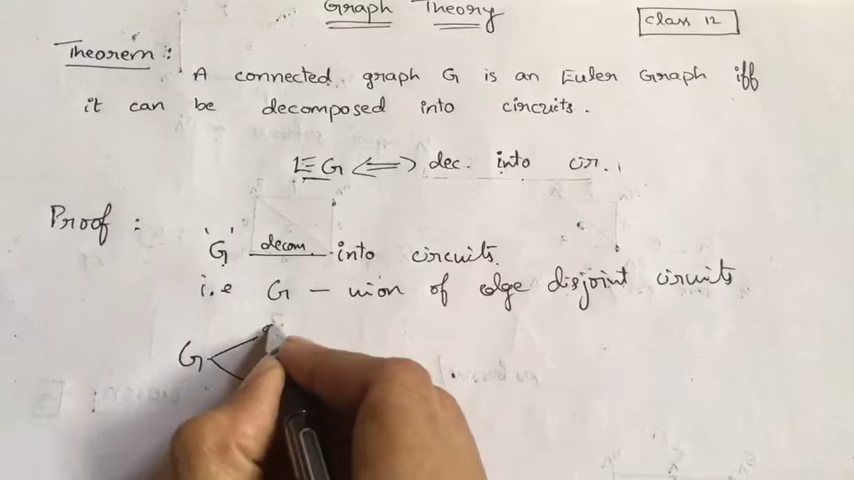 Graph Theory
class 12
Theorem :
A connected graph G is an Euler Graph iff
it can be decomposed into circuits.
EG <=> dec. into cir.
Proof :
'G' decom. into circuits.
i.e G - union of edge disjoint circuits
G